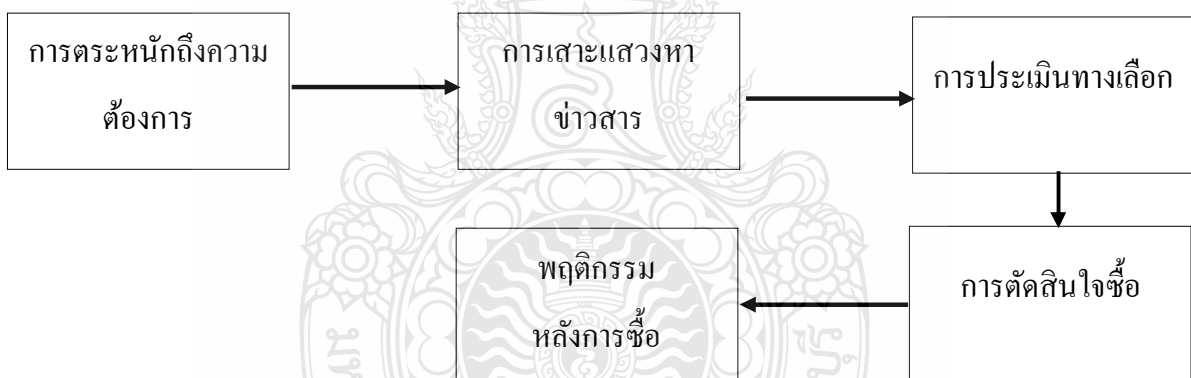 การตระหนักถึงความ
ต้องการ
การเสาะแสวงหา
ข่าวสาร
การประเมินทางเลือก
การตัดสินใจซื้อ
พฤติกรรม
หลังการซื้อ